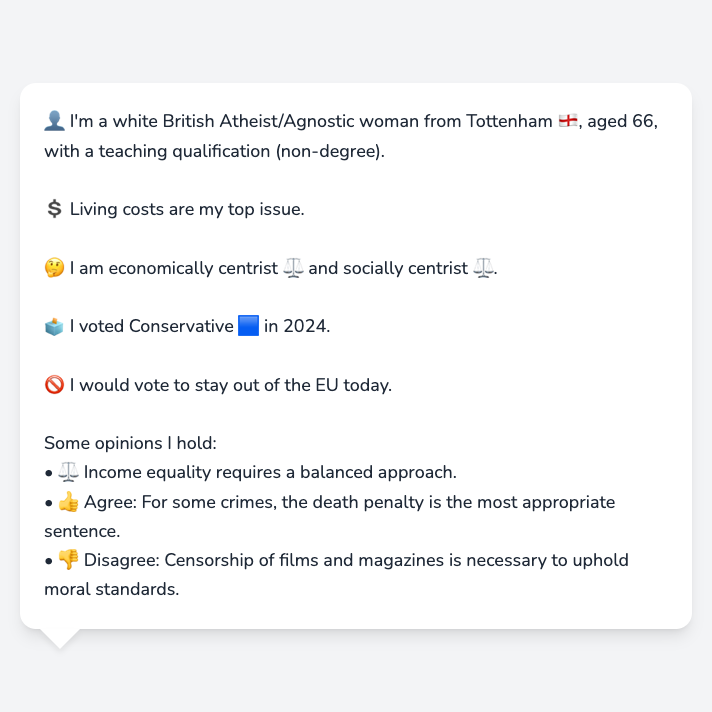 👤 I'm a white British Atheist/Agnostic woman from Tottenham 🏴󠁧󠁢󠁥󠁮󠁧󠁿, aged 66,
with a teaching qualification (non-degree).
💲 Living costs are my top issue.
🤔 I am economically centrist ⚖️ and socially centrist ⚖️.
🗳️ I voted Conservative 🟦 in 2024.
🚫 I would vote to stay out of the EU today.
Some opinions I hold:
• ⚖️ Income equality requires a balanced approach.
• 👍 Agree: For some crimes, the death penalty is the most appropriate
sentence.
• 👎 Disagree: Censorship of films and magazines is necessary to uphold
moral standards.